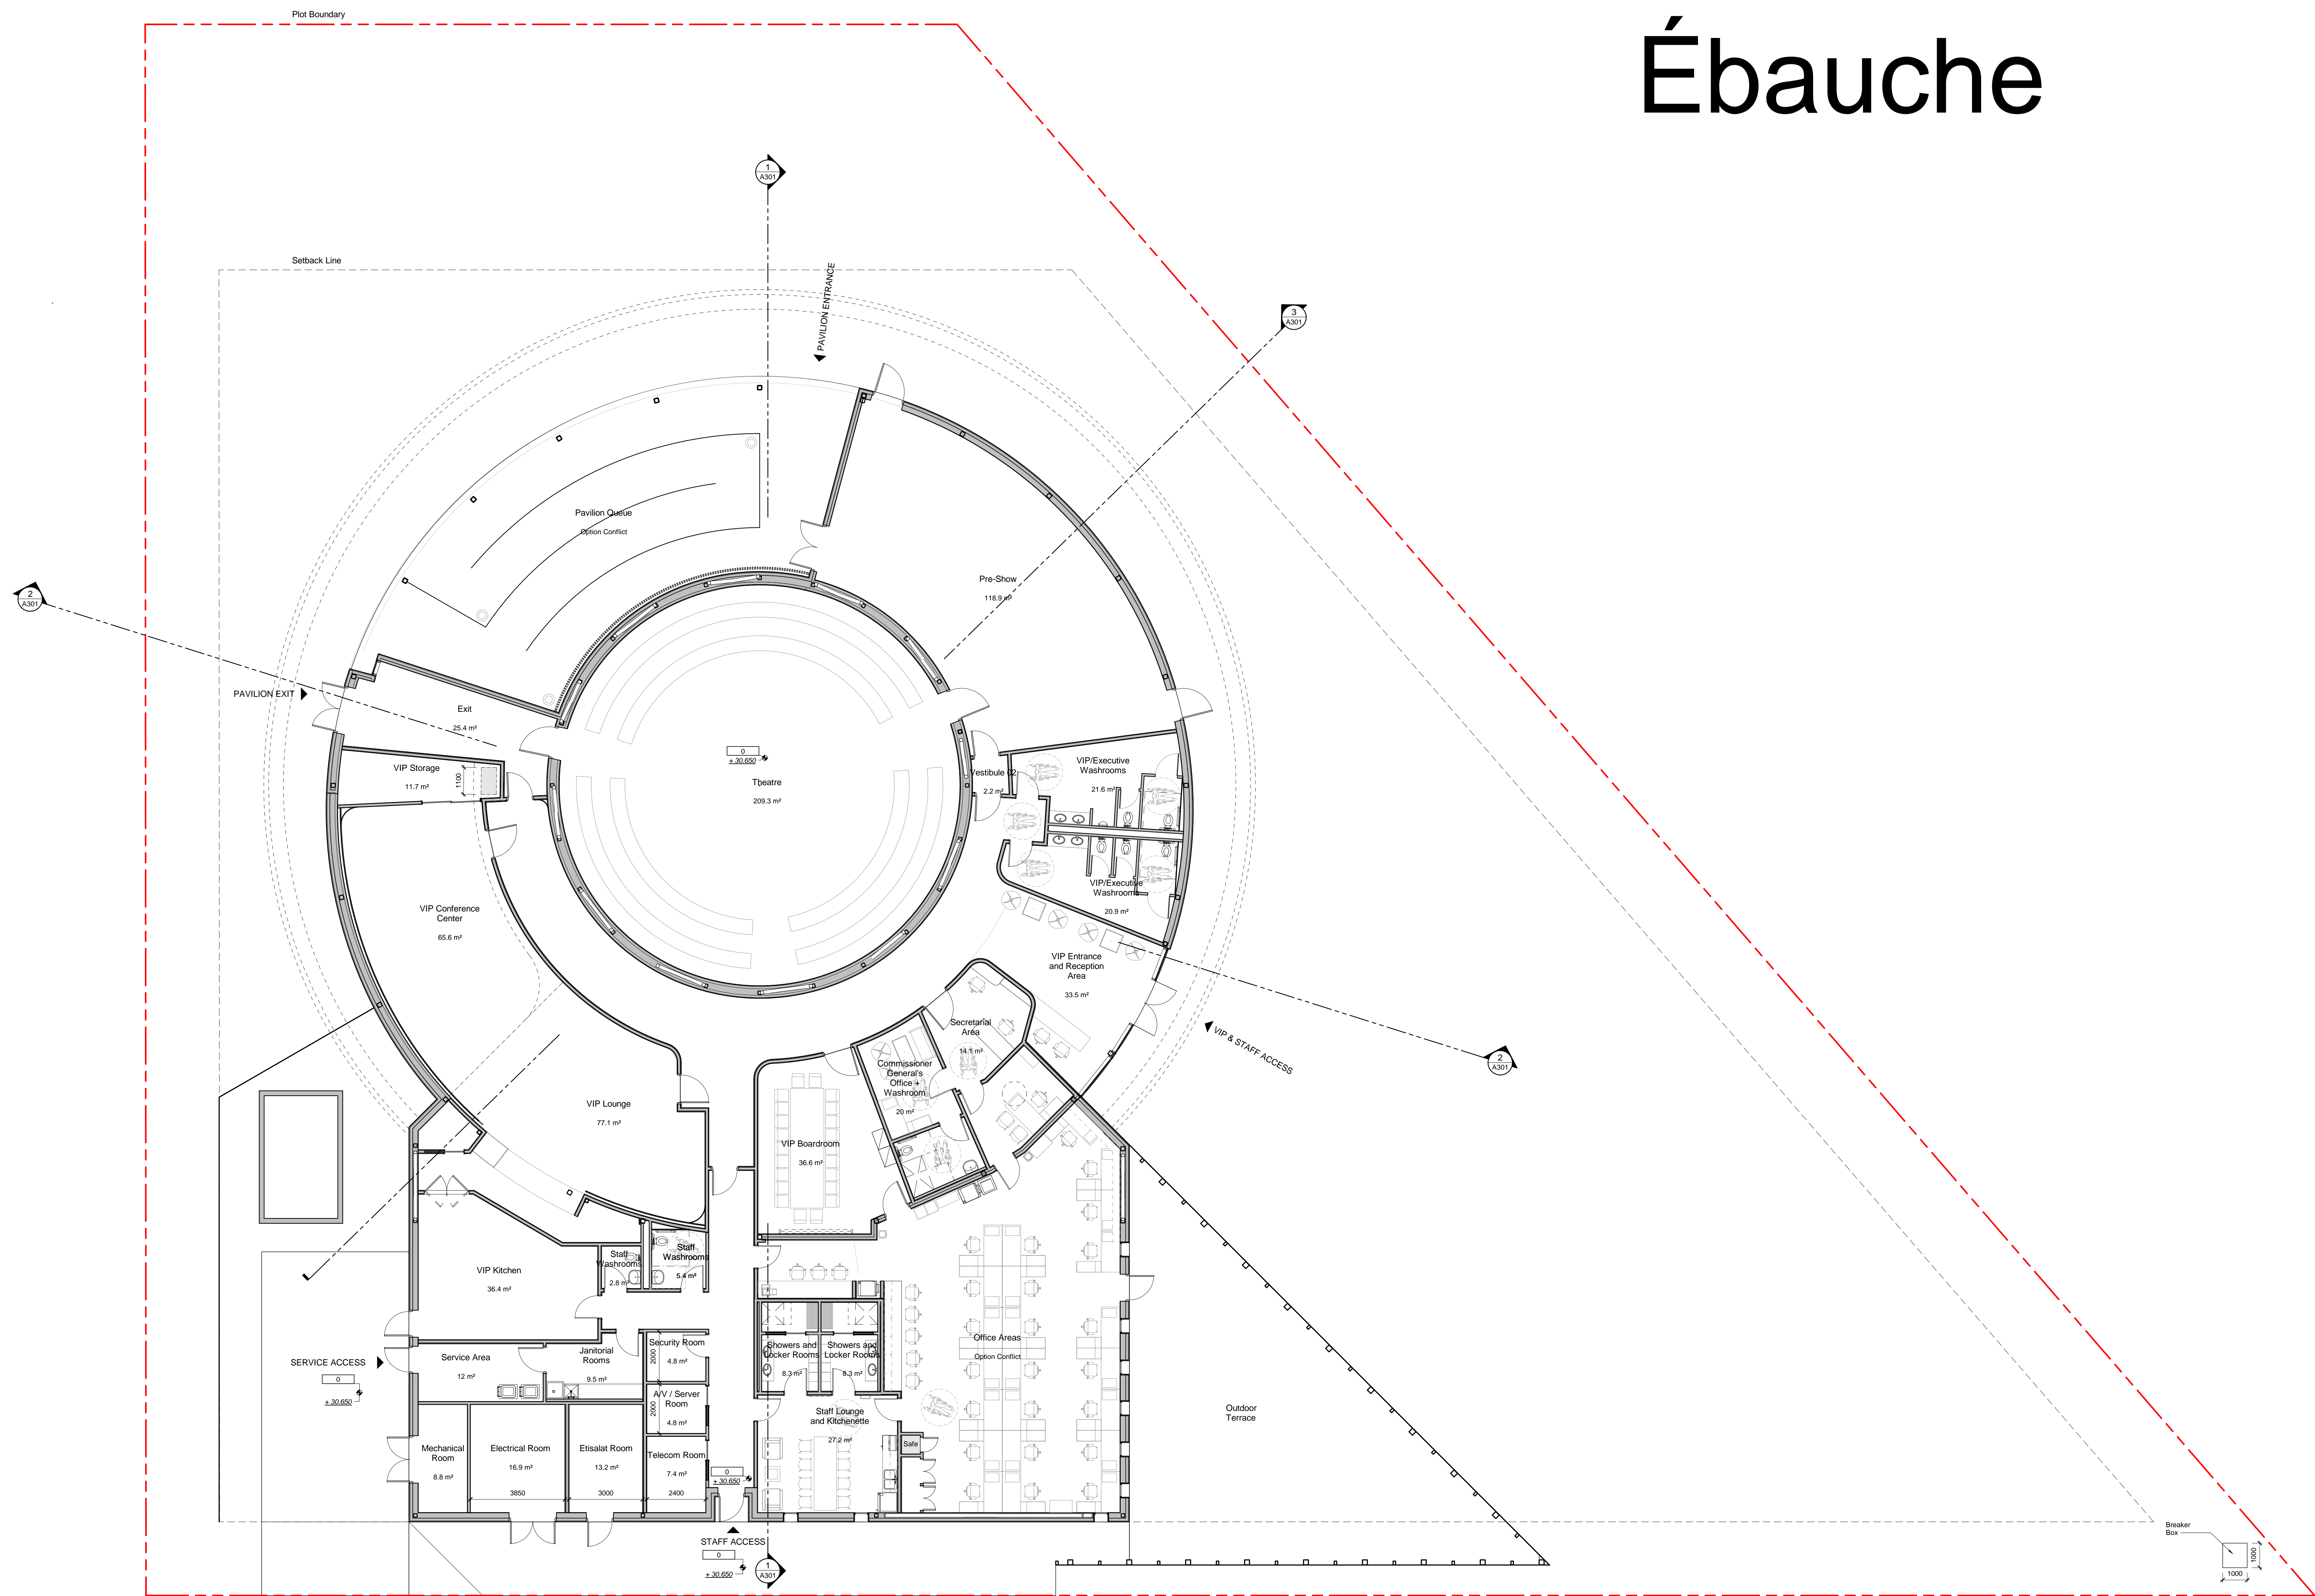 Plot Boundary
Ébauche
1
A301
Setback Line
PAVILION ENTRANCE
3
A301
Pavilion Queue
Option Conflict
Pre-Show
118.9 m²
2
A301
PAVILION EXIT
Exit
25.4 m²
0
+ 30.650
Theatre
209.3 m²
VIP Storage
11.7 m²
1100
Vestibule 02
2.2 m²
VIP/Executive
Washrooms
21.6 m²
VIP/Executive
Washrooms
20.9 m²
VIP Conference
Center
65.6 m²
VIP Entrance
and Reception
Area
33.5 m²
Secretarial
Area
14.1 m²
VIP & STAFF ACCESS
2
A301
Commissioner
General's
Office +
Washroom
20 m²
VIP Lounge
77.1 m²
VIP Boardroom
36.6 m²
Staff
Washrooms
2.8 m²
Staff
Washrooms
5.4 m²
VIP Kitchen
36.4 m²
Office Areas
Option Conflict
SERVICE ACCESS
0
+ 30.650
Service Area
12 m²
Janitorial
Rooms
9.5 m²
Security Room
4.8 m²
2000
Showers and
Locker Rooms
8.3 m²
Showers and
Locker Rooms
8.3 m²
A/V / Server
Room
4.8 m²
2000
Staff Lounge
and Kitchenette
27.2 m²
Safe
Outdoor
Terrace
Mechanical
Room
8.8 m²
Electrical Room
16.9 m²
3850
Etisalat Room
13.2 m²
3000
Telecom Room
7.4 m²
2400
0
+ 30.650
STAFF ACCESS
0
+ 30.650
1
A301
Breaker
Box
1000
1000